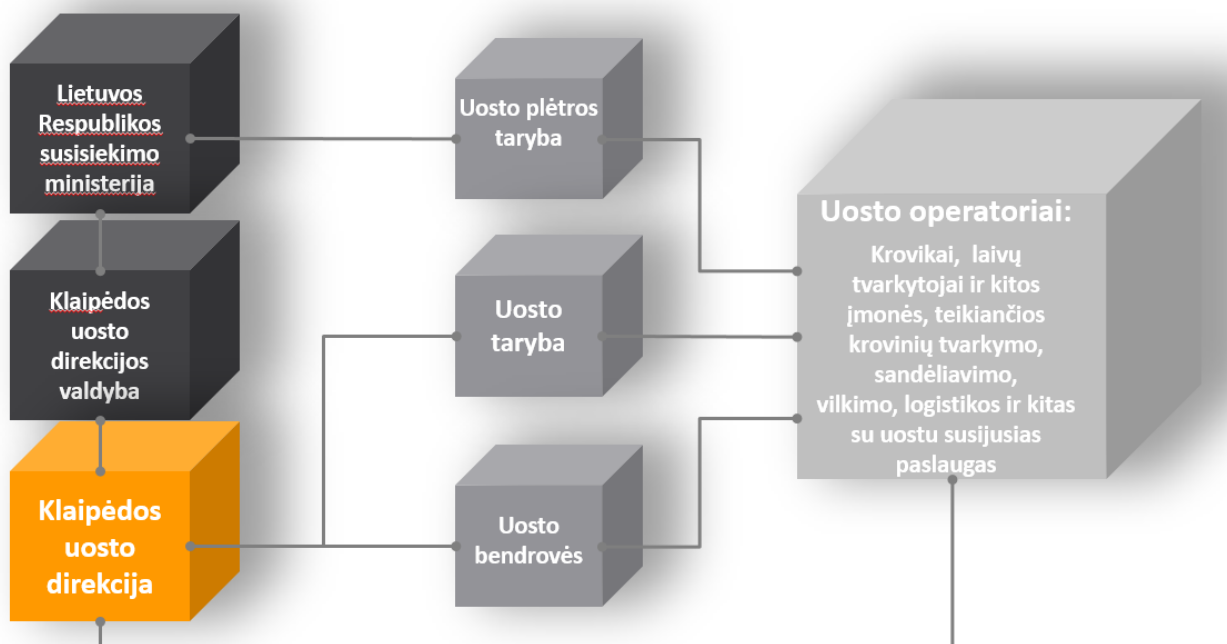 Lietuvos
Respublikos
susisiekimo
ministerija
Klaipėdos
uosto
direkcijos
valdyba
Klaipėdos
uosto
direkcija
Uosto plėtros
taryba
Uosto
taryba
Uosto
bendrovės
Uosto operatoriai:
Krovikai, laivų
tvarkytojai ir kitos
įmonės, teikiančios
krovinių tvarkymo,
sandėliavimo,
vilkimo, logistikos ir kitas
su uostu susijusias
paslaugas